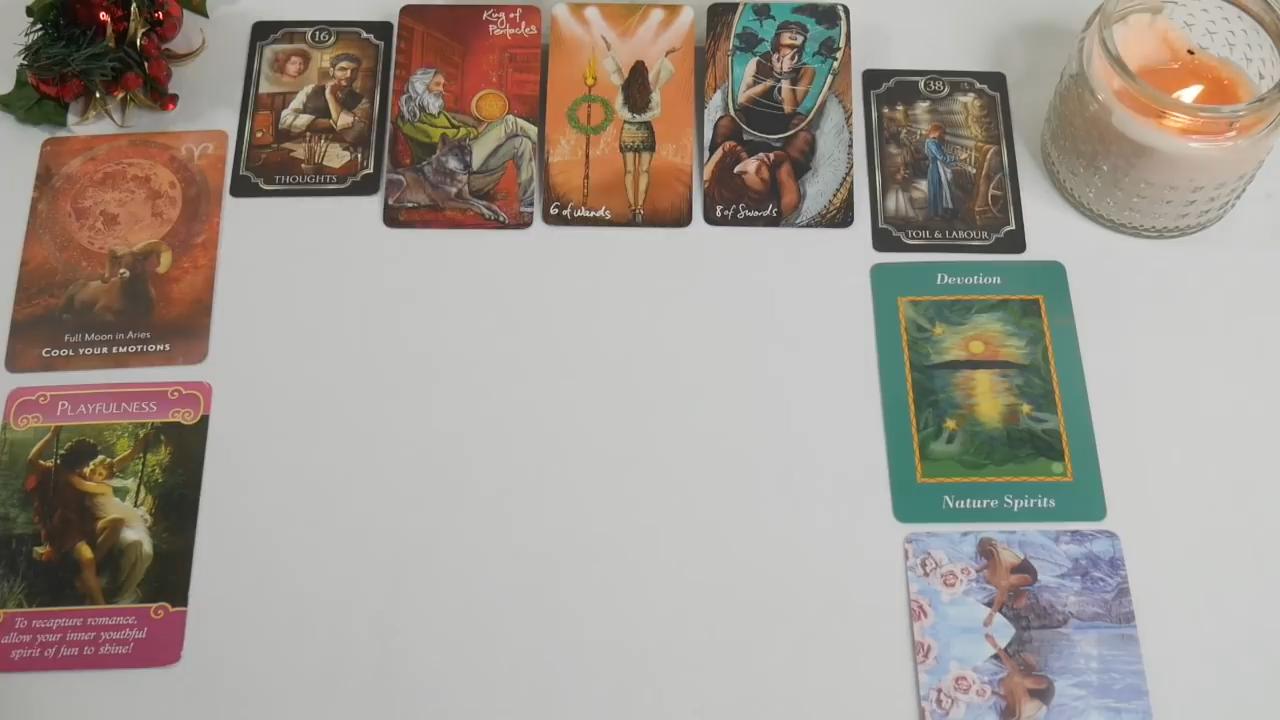 16
THOUGHTS
King of
Pentacles
6 of Wands
8 of Swords
38
TOIL & LABOUR
Full Moon in Aries
COOL YOUR EMOTIONS
PLAYFULNESS
To recapture romance,
allow your inner youthful
spirit of fun to shine!
Devotion
Nature Spirits